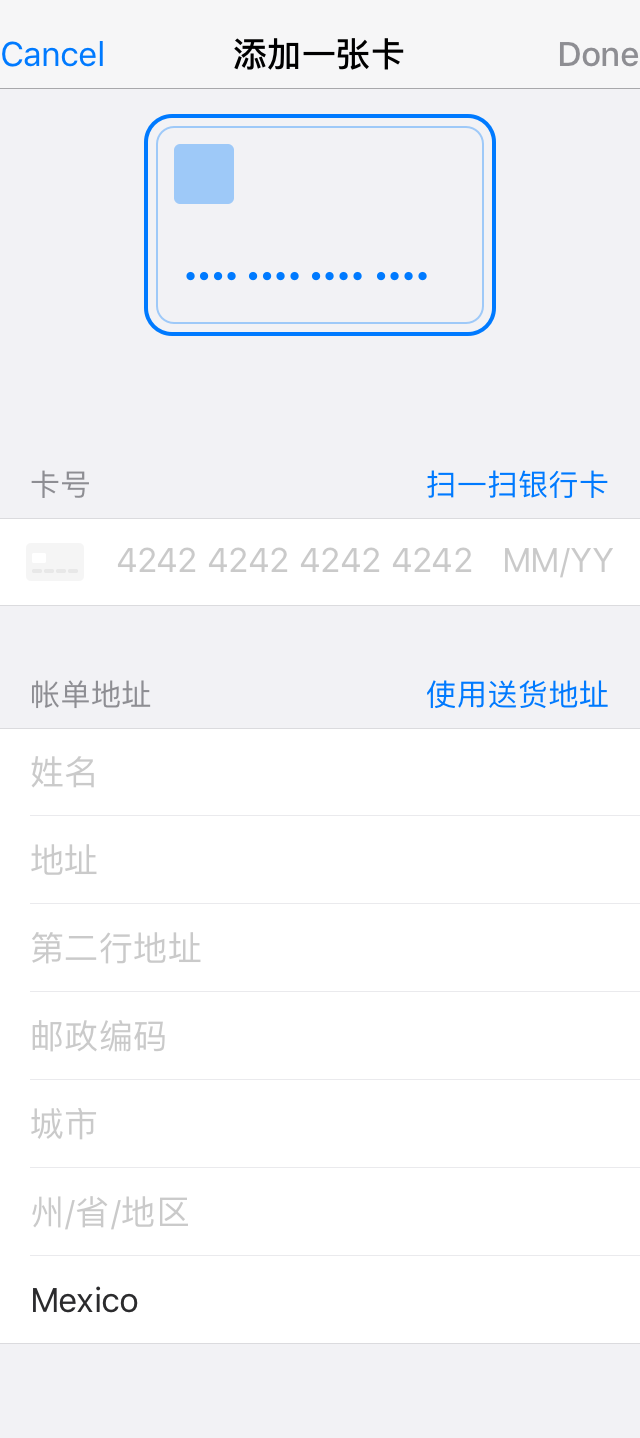 Cancel 添加一张卡 Done
•••• •••• •••• ••••
卡号 扫一扫银行卡
4242 4242 4242 4242 MM/YY
帐单地址 使用送货地址
姓名
地址
第二行地址
邮政编码
城市
州/省/地区
Mexico